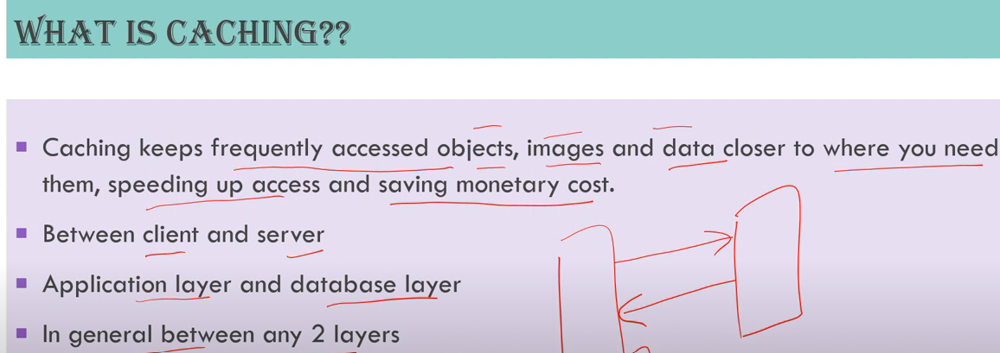 WHAT IS CACHING??
▪ Caching keeps frequently accessed objects, images and data closer to where you need
them, speeding up access and saving monetary cost.
▪ Between client and server
▪ Application layer and database layer
▪ In general between any 2 layers